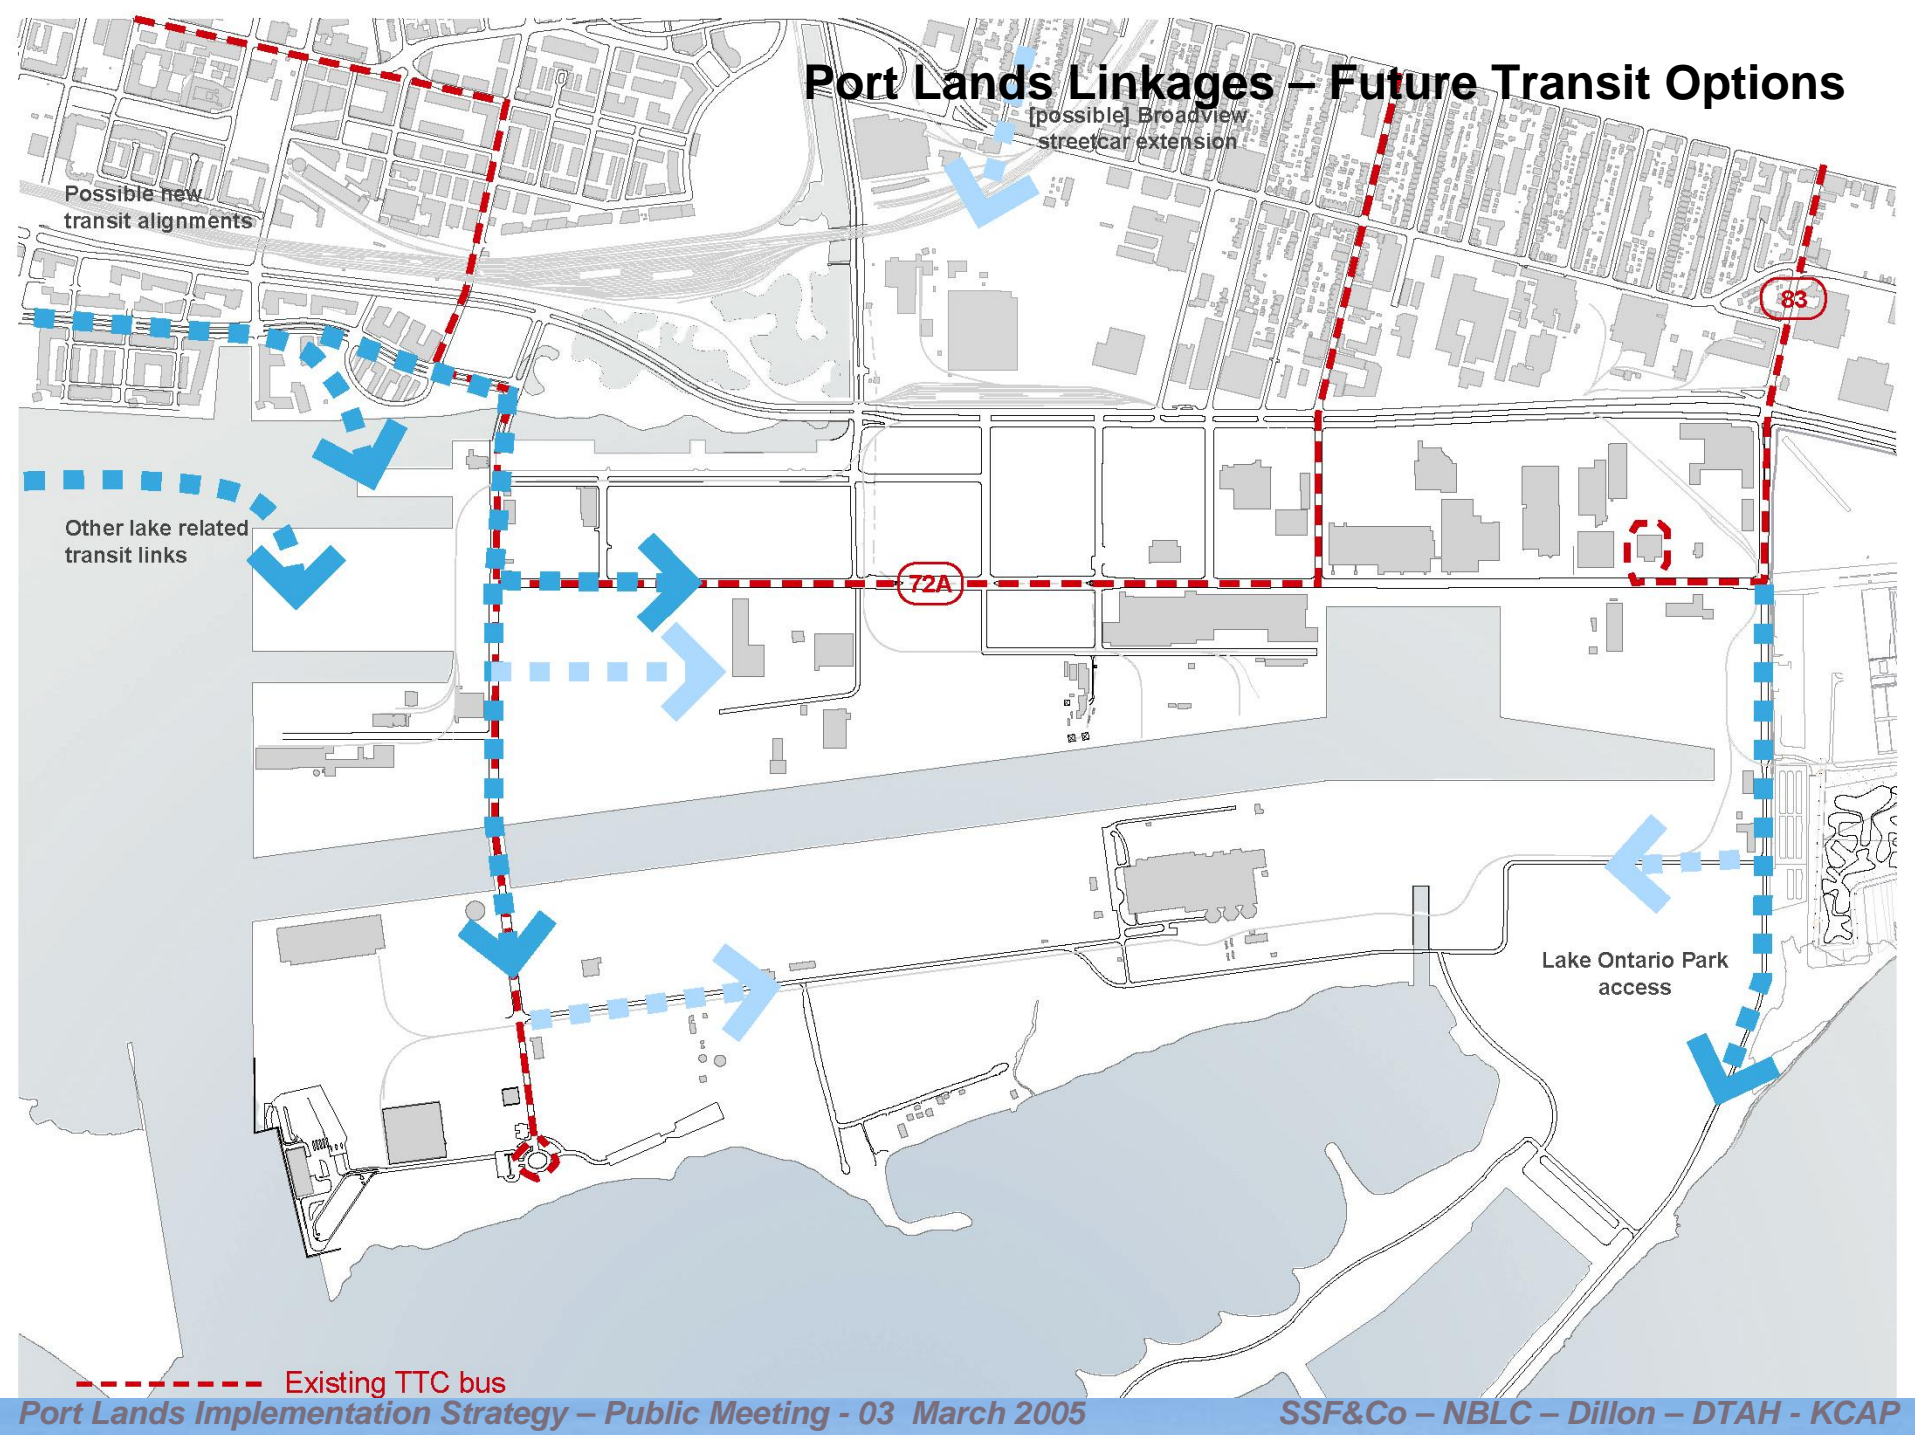 Port Lands Linkages – Future Transit Options
[possible] Broadview
streetcar extension
Possible new
transit alignments
83
Other lake related
transit links
72A
Lake Ontario Park
access
Existing TTC bus
Port Lands Implementation Strategy – Public Meeting - 03 March 2005
SSF&Co – NBLC – Dillon – DTAH - KCAP